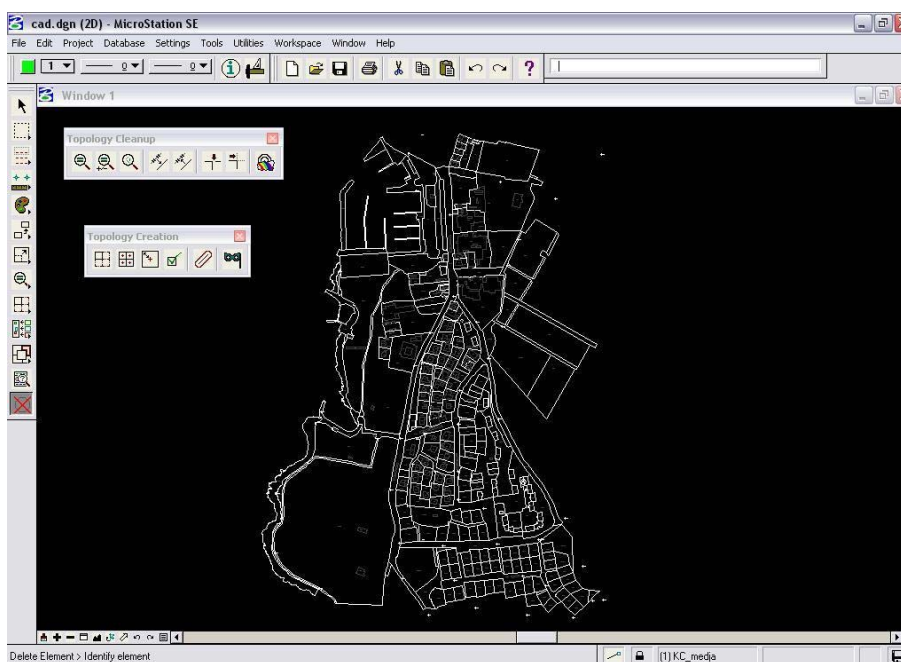 cad.dgn (2D) - MicroStation SE
File Edit Project Database Settings Tools Utilities Workspace Window Help
1 0 0
Window 1
Topology Cleanup
Topology Creation
Delete Element > Identify element
(1) KC_medja